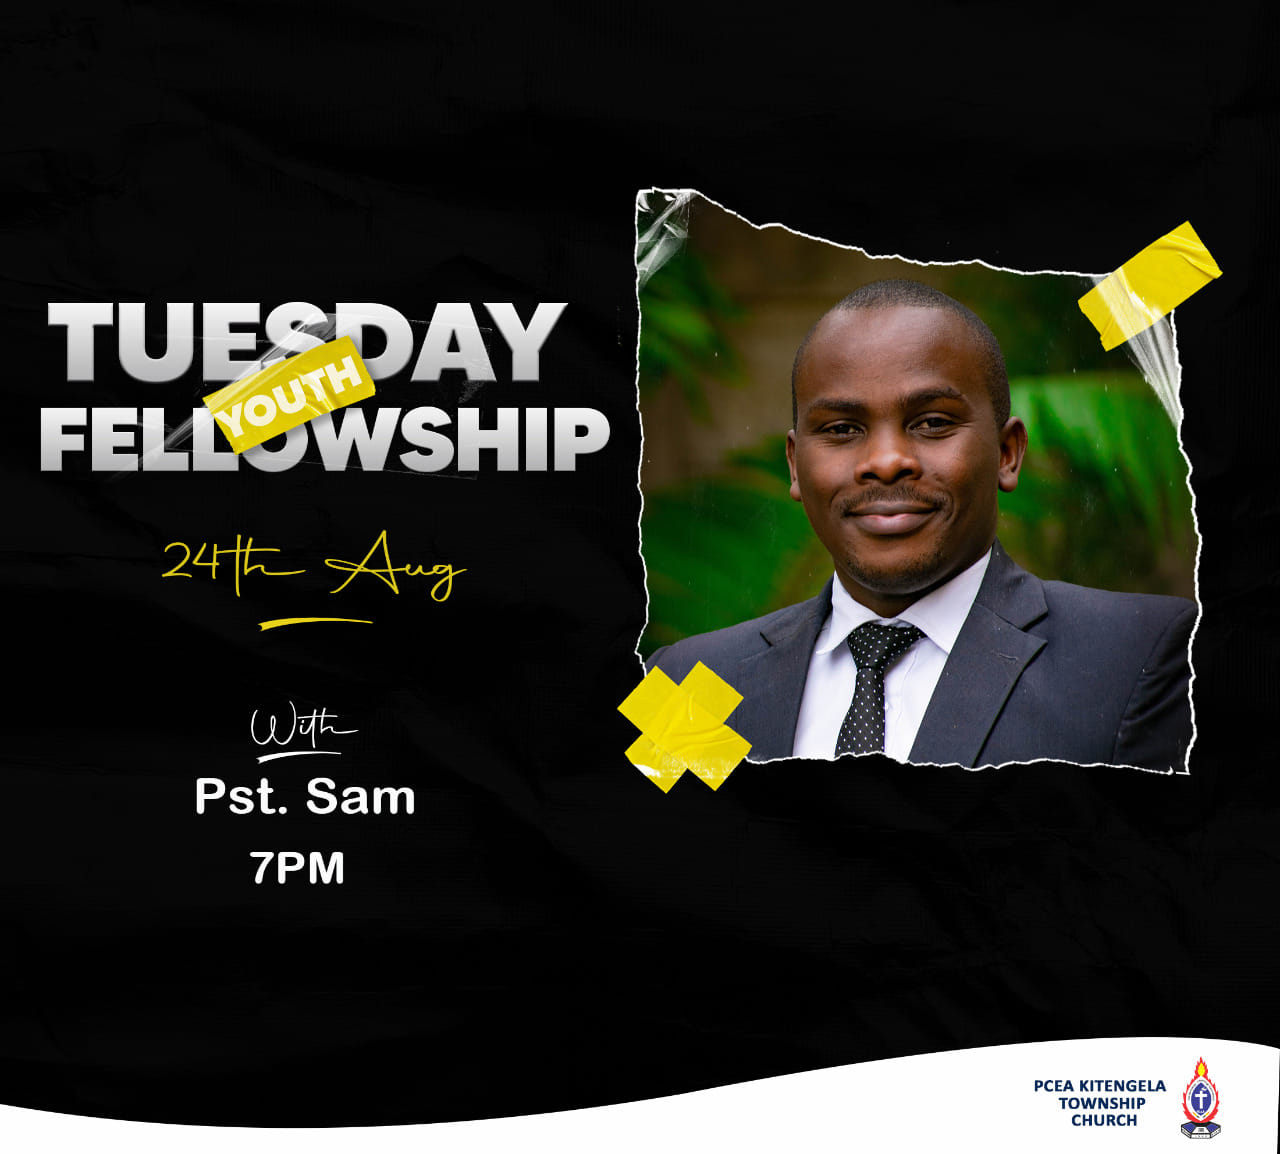 TUESDAY
YOUTH
FELLOWSHIP
24th Aug
With
Pst. Sam
7PM
PCEA KITENGELA
TOWNSHIP
CHURCH